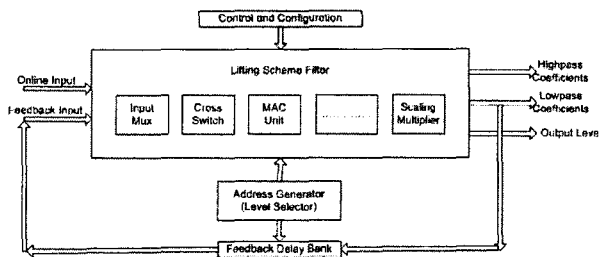 Control and Configuration
Lifting Scheme Filter
Online Input
Feedback Input
Input
Mux
Cross
Switch
MAC
Unit
............
Scaling
Multiplier
Highpass
Coefficients
Lowpass
Coefficients
Output Level
Address Generator
(Level Selector)
Feedback Delay Bank